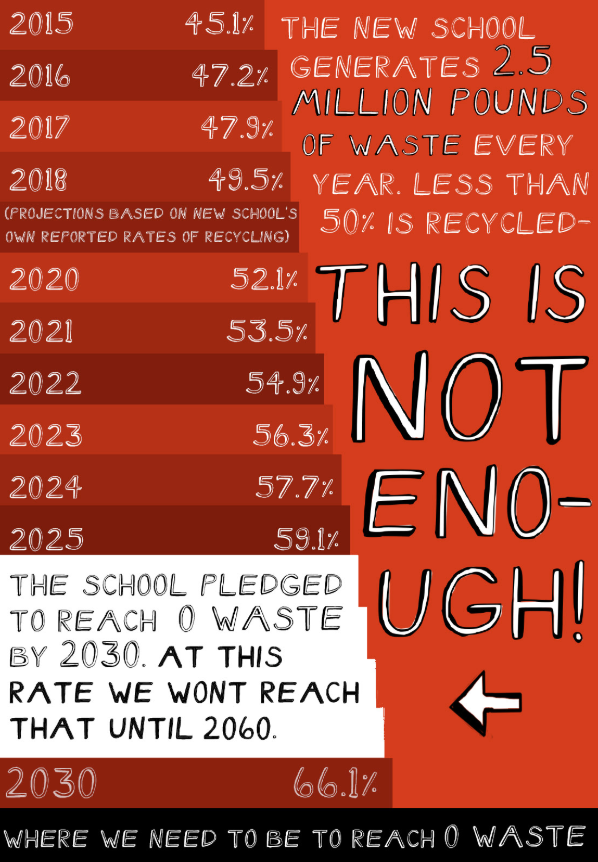 2015 45.1%
2016 47.2%
2017 47.9%
2018 49.5%
(PROJECTIONS BASED ON NEW SCHOOL'S
OWN REPORTED RATES OF RECYCLING)
2020 52.1%
2021 53.5%
2022 54.9%
2023 56.3%
2024 57.7%
2025 59.1%
THE NEW SCHOOL
GENERATES 2.5
MILLION POUNDS
OF WASTE EVERY
YEAR. LESS THAN
50% IS RECYCLED-
THIS IS
NOT
ENO-
UGH!
THE SCHOOL PLEDGED
TO REACH 0 WASTE
BY 2030. AT THIS
RATE WE WONT REACH
THAT UNTIL 2060.
2030 66.1%
WHERE WE NEED TO BE TO REACH 0 WASTE